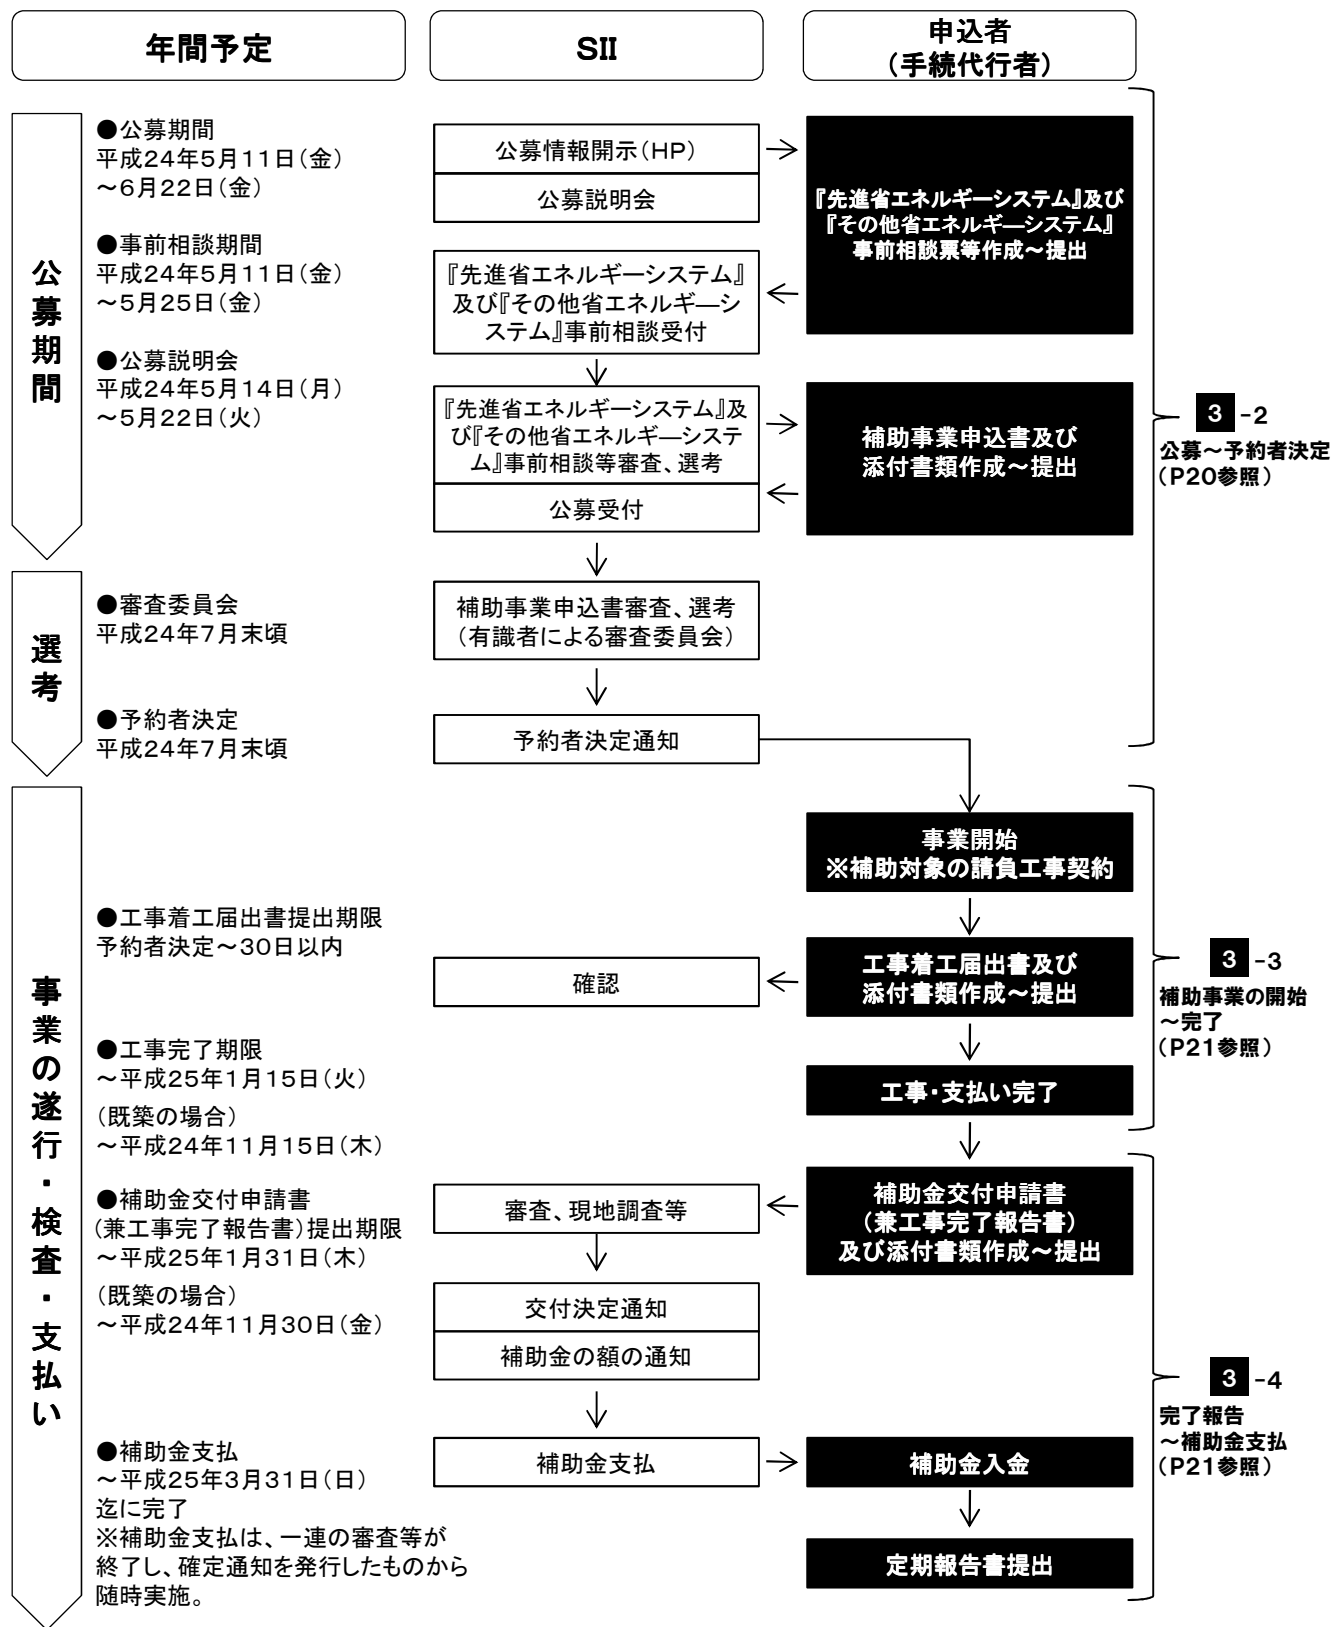 年間予定
SII
申込者
（手続代行者）
公募期間
●公募期間
平成24年5月11日（金）
～6月22日（金）
●事前相談期間
平成24年5月11日（金）
～5月25日（金）
●公募説明会
平成24年5月14日（月）
～5月22日（火）
公募情報開示（HP）
公募説明会
『先進省エネルギーシステム』
及び『その他省エネルギ―シ
ステム』事前相談受付
『先進省エネルギーシステム』及
び『その他省エネルギ―システ
ム』事前相談等審査、選考
公募受付
『先進省エネルギーシステム』及び
『その他省エネルギ―システム』
事前相談票等作成～提出
補助事業申込書及び
添付書類作成～提出
3 -2
公募～予約者決定
（P20参照）
選考
●審査委員会
平成24年7月末頃
●予約者決定
平成24年7月末頃
補助事業申込書審査、選考
（有識者による審査委員会）
予約者決定通知
事業の遂行・検査・支払い
●工事着工届出書提出期限
予約者決定～30日以内
●工事完了期限
～平成25年1月15日（火）
（既築の場合）
～平成24年11月15日（木）
●補助金交付申請書
（兼工事完了報告書）提出期限
～平成25年1月31日（木）
（既築の場合）
～平成24年11月30日（金）
●補助金支払
～平成25年3月31日（日）
迄に完了
※補助金支払は、一連の審査等が
終了し、確定通知を発行したものから
随時実施。
確認
審査、現地調査等
交付決定通知
補助金の額の通知
補助金支払
事業開始
※補助対象の請負工事契約
工事着工届出書及び
添付書類作成～提出
工事・支払い完了
補助金交付申請書
（兼工事完了報告書）
及び添付書類作成～提出
補助金入金
定期報告書提出
3 -3
補助事業の開始
～完了
（P21参照）
3 -4
完了報告
～補助金支払
（P21参照）